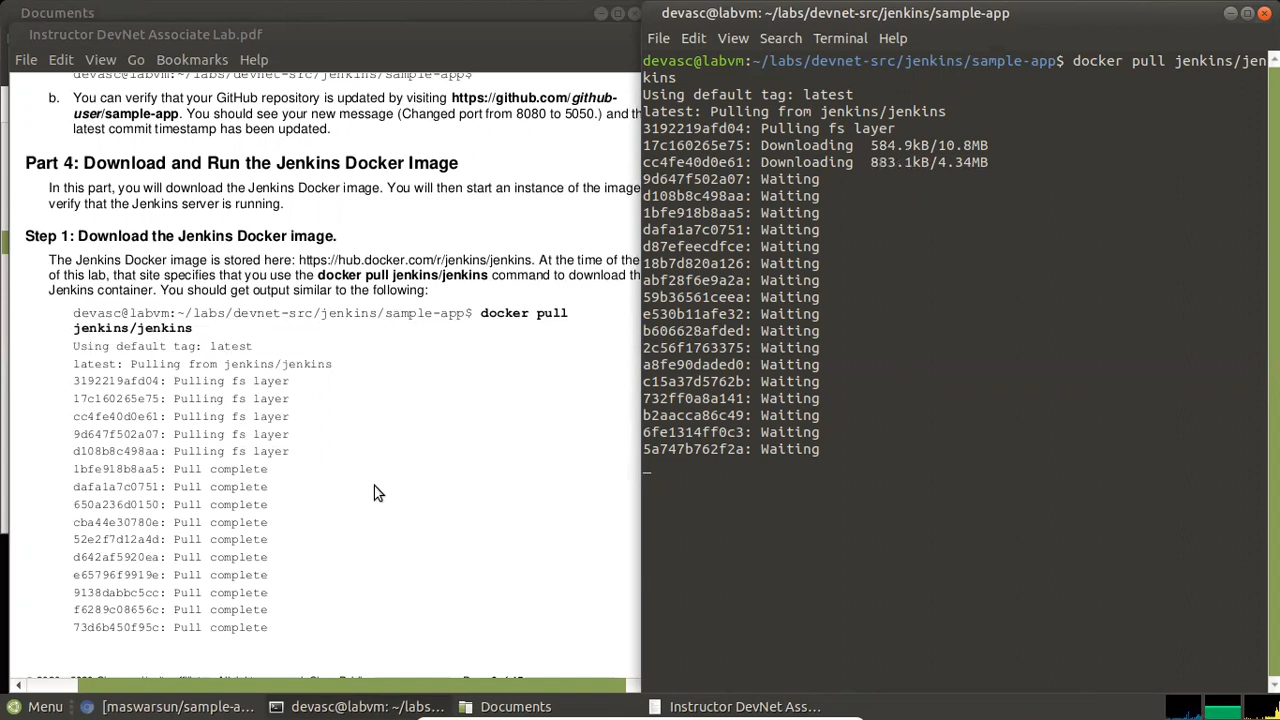 Documents
Instructor DevNet Associate Lab.pdf
File Edit View Go Bookmarks Help
devasc@labvm:~/labs/devnet-src/jenkins/sample-app$
b. You can verify that your GitHub repository is updated by visiting https://github.com/github-
user/sample-app. You should see your new message (Changed port from 8080 to 5050.) and th
latest commit timestamp has been updated.
Part 4: Download and Run the Jenkins Docker Image
In this part, you will download the Jenkins Docker image. You will then start an instance of the image
verify that the Jenkins server is running.
Step 1: Download the Jenkins Docker image.
The Jenkins Docker image is stored here: https://hub.docker.com/r/jenkins/jenkins. At the time of the
of this lab, that site specifies that you use the docker pull jenkins/jenkins command to download th
Jenkins container. You should get output similar to the following:
devasc@labvm:~/labs/devnet-src/jenkins/sample-app$ docker pull
jenkins/jenkins
Using default tag: latest
latest: Pulling from jenkins/jenkins
3192219afd04: Pulling fs layer
17c160265e75: Pulling fs layer
cc4fe40d0e61: Pulling fs layer
9d647f502a07: Pulling fs layer
d108b8c498aa: Pulling fs layer
1bfe918b8aa5: Pull complete
dafa1a7c0751: Pull complete
650a236d0150: Pull complete
cba44e30780e: Pull complete
52e2f7d12a4d: Pull complete
d642af5920ea: Pull complete
e65796f9919e: Pull complete
9138dabbc5cc: Pull complete
f6289c08656c: Pull complete
73d6b450f95c: Pull complete
devasc@labvm: ~/labs/devnet-src/jenkins/sample-app
File Edit View Search Terminal Help
devasc@labvm:~/labs/devnet-src/jenkins/sample-app$ docker pull jenkins/jen
kins
Using default tag: latest
latest: Pulling from jenkins/jenkins
3192219afd04: Pulling fs layer
17c160265e75: Downloading 584.9kB/10.8MB
cc4fe40d0e61: Downloading 883.1kB/4.34MB
9d647f502a07: Waiting
d108b8c498aa: Waiting
1bfe918b8aa5: Waiting
dafa1a7c0751: Waiting
d87efeecdfce: Waiting
18b7d820a126: Waiting
abf28f6e9a2a: Waiting
59b36561ceea: Waiting
e530b11afe32: Waiting
b606628afded: Waiting
2c56f1763375: Waiting
a8fe90daded0: Waiting
c15a37d5762b: Waiting
732ff0a8a141: Waiting
b2aacca86c49: Waiting
6fe1314ff0c3: Waiting
5a747b762f2a: Waiting
Menu [maswarsun/sample-a... devasc@labvm: ~/labs... Documents Instructor DevNet Ass...